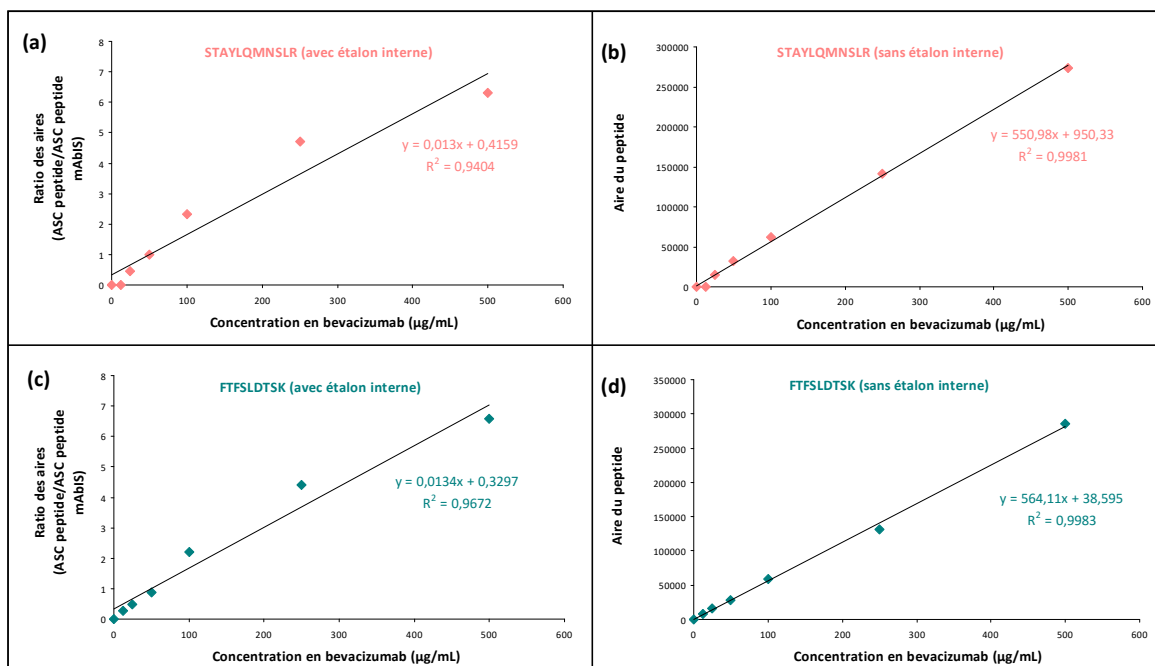 (a)
STAYLQMNSLR (avec étalon interne)
Ratio des aires
(ASC peptide/ASC peptide
mAbIS)
8
7
6
5
4
3
2
1
0
y = 0,013x + 0,4159
R² = 0,9404
0 100 200 300 400 500 600
Concentration en bevacizumab (µg/mL)
(b)
STAYLQMNSLR (sans étalon interne)
Aire du peptide
300000
250000
200000
150000
100000
50000
0
y = 550,98x + 950,33
R² = 0,9981
0 100 200 300 400 500 600
Concentration en bevacizumab (µg/mL)
(c)
FTFSLDTSK (avec étalon interne)
Ratio des aires
(ASC peptide/ASC peptide
mAbIS)
8
7
6
5
4
3
2
1
0
y = 0,0134x + 0,3297
R² = 0,9672
0 100 200 300 400 500 600
Concentration en bevacizumab (µg/mL)
(d)
FTFSLDTSK (sans étalon interne)
Aire du peptide
350000
300000
250000
200000
150000
100000
50000
0
y = 564,11x + 38,595
R² = 0,9983
0 100 200 300 400 500 600
Concentration en bevacizumab (µg/mL)